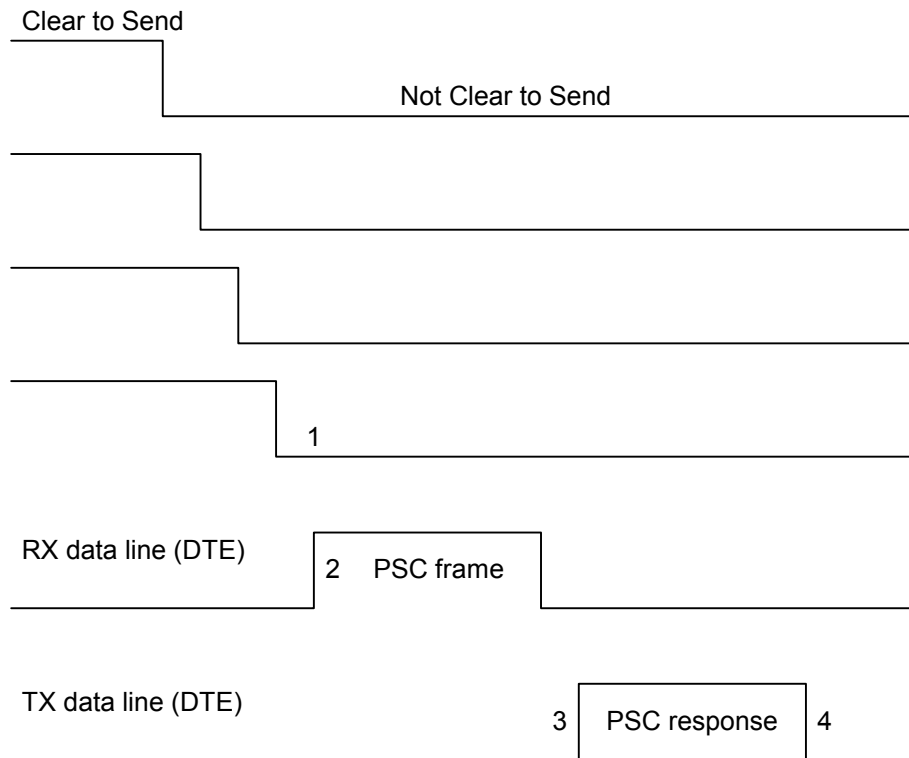 Clear to Send
Not Clear to Send
1
RX data line (DTE)
2 PSC frame
TX data line (DTE)
3 PSC response 4